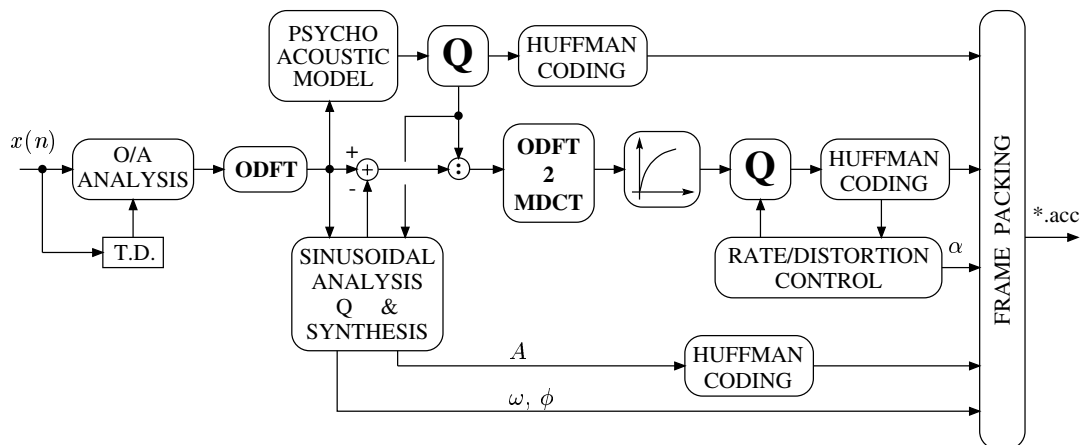 PSYCHO
ACOUSTIC
MODEL
Q
HUFFMAN
CODING
x(n)
O/A
ANALYSIS
T.D.
ODFT
+
-
+
:
ODFT
2
MDCT
Q
HUFFMAN
CODING
RATE/DISTORTION
CONTROL
α
SINUSOIDAL
ANALYSIS
Q &
SYNTHESIS
A
HUFFMAN
CODING
ω, ϕ
FRAME PACKING
*.acc